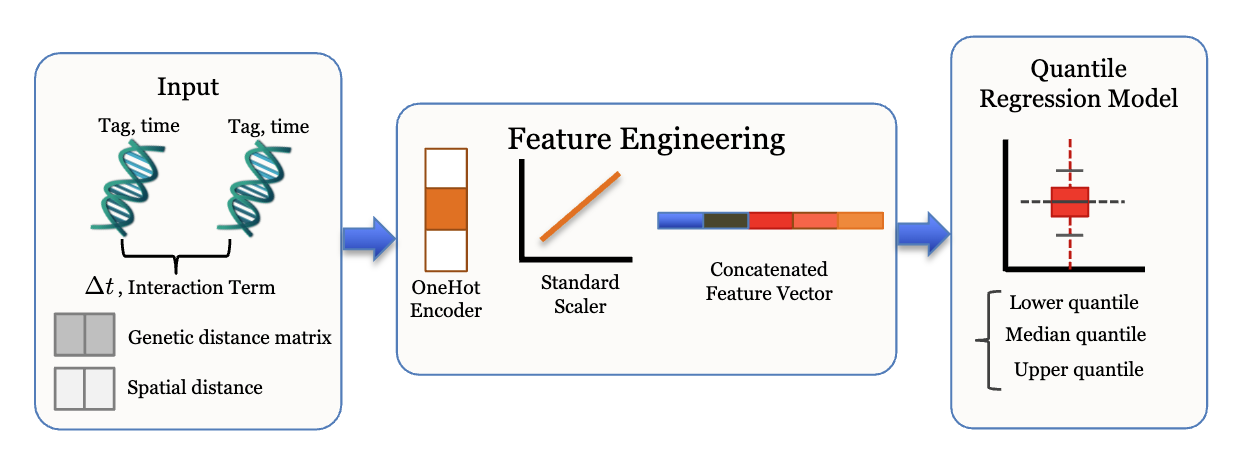 Input
Tag, time
Tag, time
Δt, Interaction Term
Genetic distance matrix
Spatial distance
Feature Engineering
OneHot
Encoder
Standard
Scaler
Concatenated
Feature Vector
Quantile
Regression Model
Lower quantile
Median quantile
Upper quantile